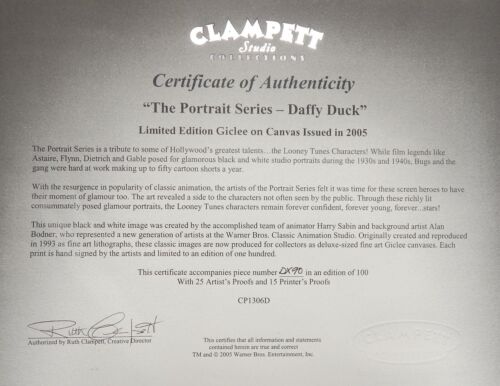 CLAMPETT
Studio
COLLECTIONS
Certificate of Authenticity
“The Portrait Series – Daffy Duck”
Limited Edition Giclee on Canvas Issued in 2005
The Portrait Series is a tribute to some of Hollywood's greatest talents…the Looney Tunes Characters! While film legends like
Astaire, Flynn, Dietrich and Gable posed for glamorous black and white studio portraits during the 1930s and 1940s, Bugs and the
gang were hard at work making up to fifty cartoon shorts a year.
With the resurgence in popularity of classic animation, the artists of the Portrait Series felt it was time for these screen heroes to have
their moment of glamour too. The art revealed a side to the characters not often seen by the public. Through these richly lit
consummately posed glamour portraits, the Looney Tunes characters remain forever confident, forever young, forever…stars!
This unique black and white image was created by the accomplished team of animator Harry Sabin and background artist Alan
Bodner, who represented a new generation of artists at the Warner Bros. Classic Animation Studio. Originally created and reproduced
in 1993 as fine art lithographs, these classic images are now produced for collectors as deluxe-sized fine art Giclee canvases. Each
print is hand signed by the artists and limited to an edition of one hundred.
This certificate accompanies piece number DX90 in an edition of 100
With 25 Artist's Proofs and 15 Printer's Proofs
CP1306D
Ruth Clampett
Authorized by Ruth Clampett, Creative Director
This certifies that all information and statements
contained herein are true and correct
TM and © 2005 Warner Bros. Entertainment, Inc.